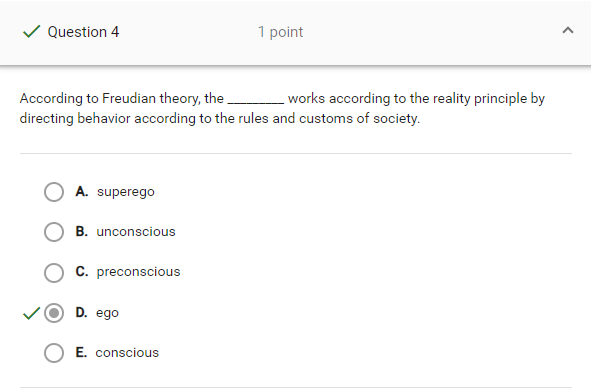 Question 4
1 point
According to Freudian theory, the _________ works according to the reality principle by
directing behavior according to the rules and customs of society.
A. superego
B. unconscious
C. preconscious
D. ego
E. conscious